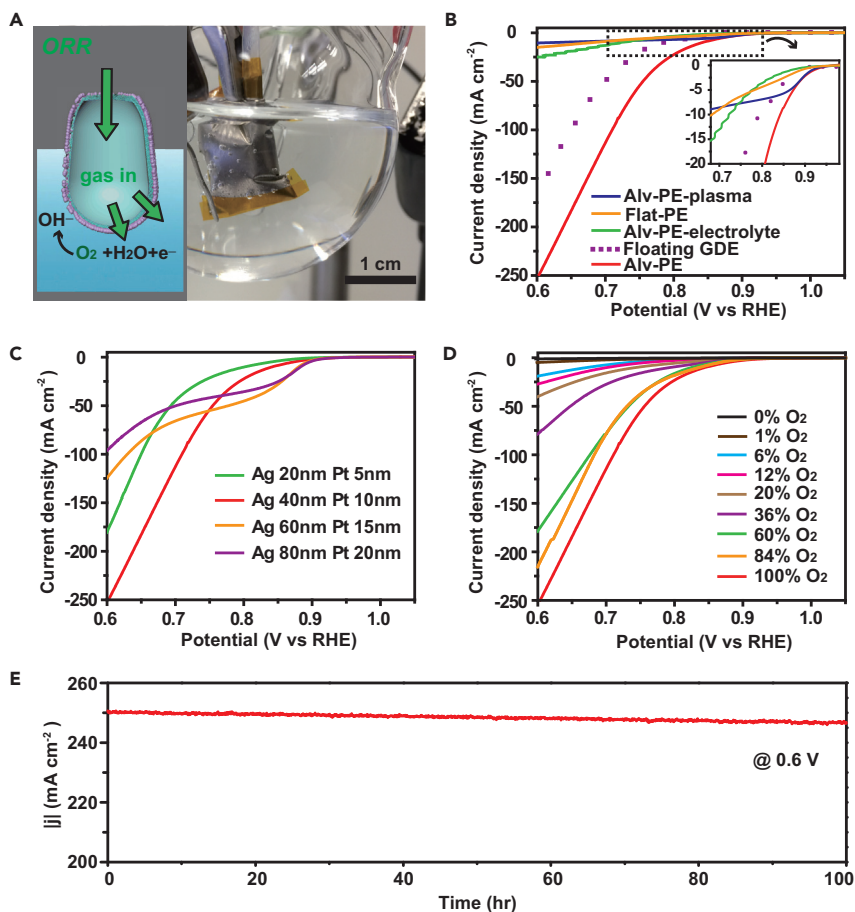 A
ORR
gas in
OH⁻
O₂ +H₂O+e⁻
1 cm
B
Current density (mA cm⁻²)
0
-50
-100
-150
-200
-250
0.6 0.7 0.8 0.9 1.0
Potential (V vs RHE)
0
-5
-10
-15
-20
0.7 0.8 0.9
Alv-PE-plasma
Flat-PE
Alv-PE-electrolyte
Floating GDE
Alv-PE
C
Current density (mA cm⁻²)
0
-50
-100
-150
-200
-250
0.6 0.7 0.8 0.9 1.0
Potential (V vs RHE)
Ag 20nm Pt 5nm
Ag 40nm Pt 10nm
Ag 60nm Pt 15nm
Ag 80nm Pt 20nm
D
Current density (mA cm⁻²)
0
-50
-100
-150
-200
-250
0.6 0.7 0.8 0.9 1.0
Potential (V vs RHE)
0% O₂
1% O₂
6% O₂
12% O₂
20% O₂
36% O₂
60% O₂
84% O₂
100% O₂
E
|j| (mA cm⁻²)
260
240
220
200
@ 0.6 V
0 20 40 60 80 100
Time (hr)